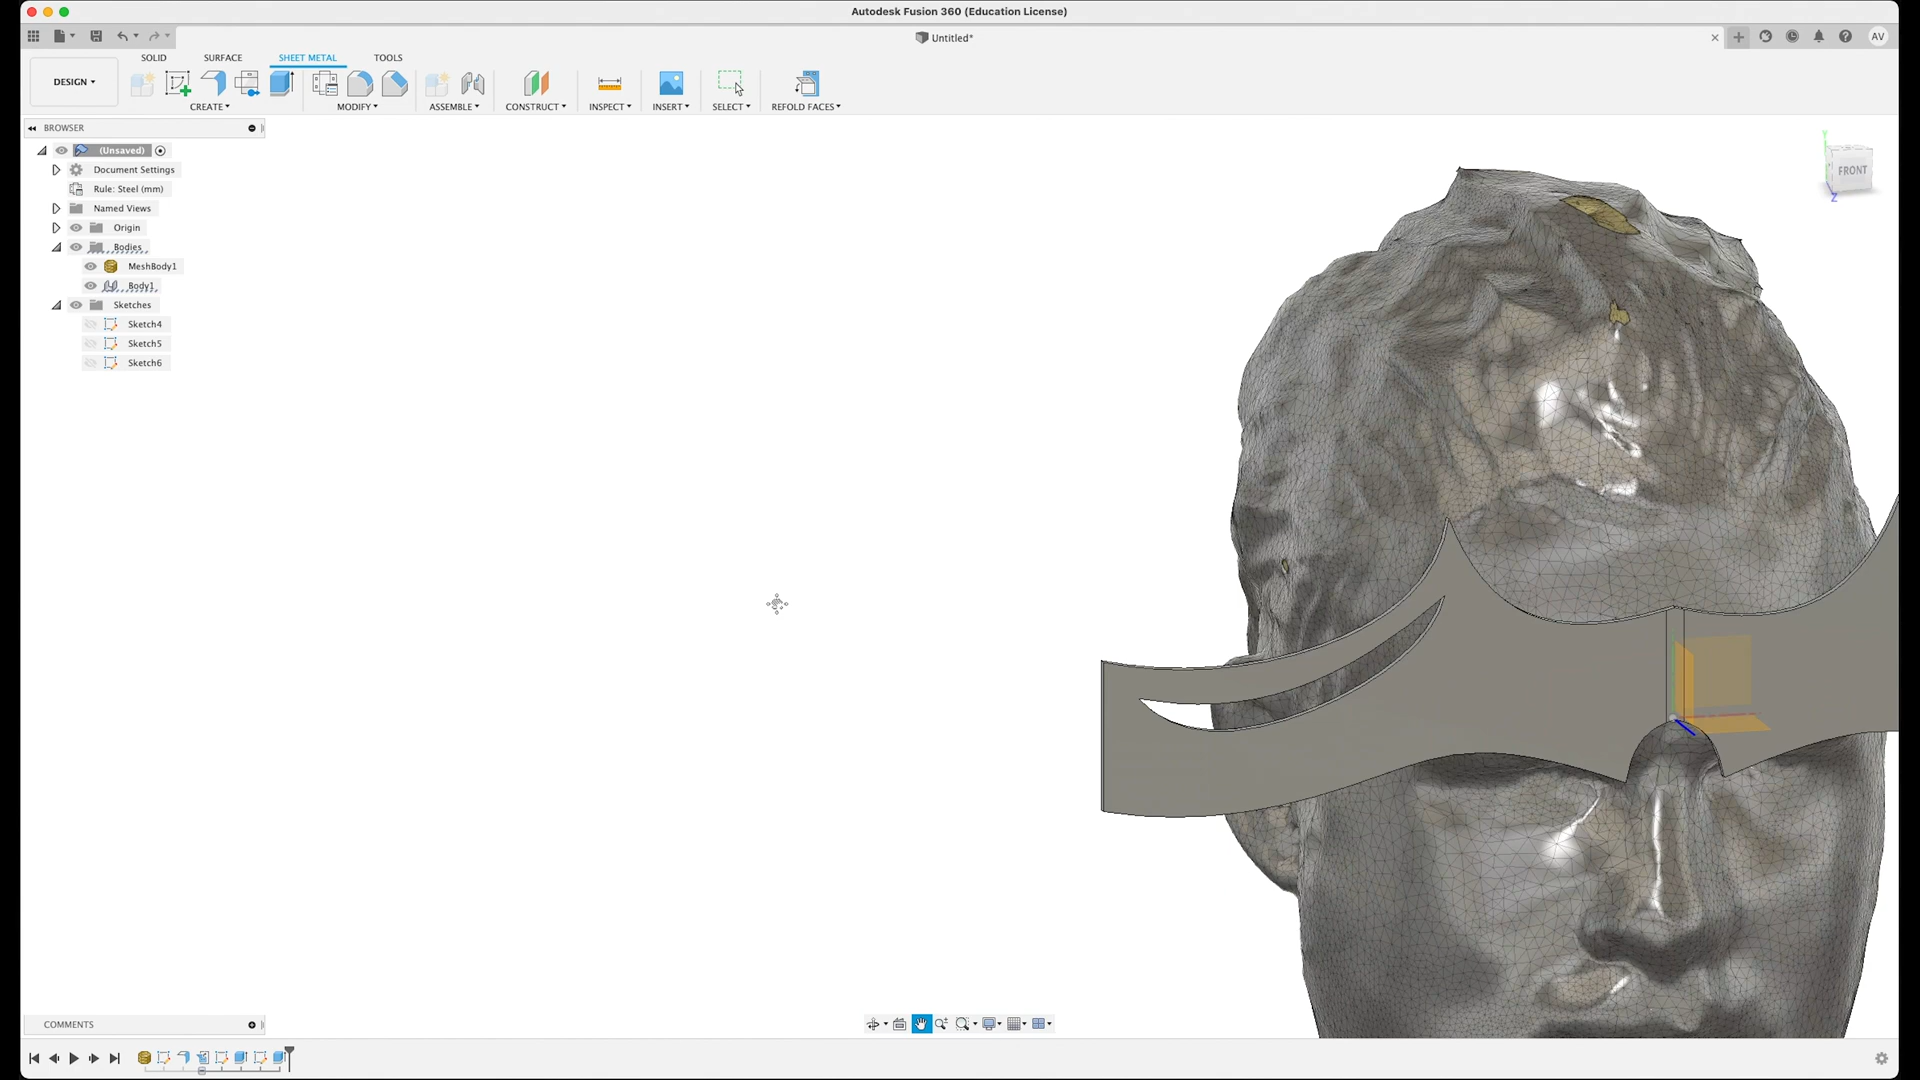 Autodesk Fusion 360 (Education License)
Untitled*
AV
SOLID
SURFACE
SHEET METAL
TOOLS
DESIGN
CREATE
MODIFY
ASSEMBLE
CONSTRUCT
INSPECT
INSERT
SELECT
REFOLD FACES
BROWSER
(Unsaved)
Document Settings
Rule: Steel (mm)
Named Views
Origin
Bodies
MeshBody1
Body1
Sketches
Sketch4
Sketch5
Sketch6
Y
FRONT
Z
COMMENTS